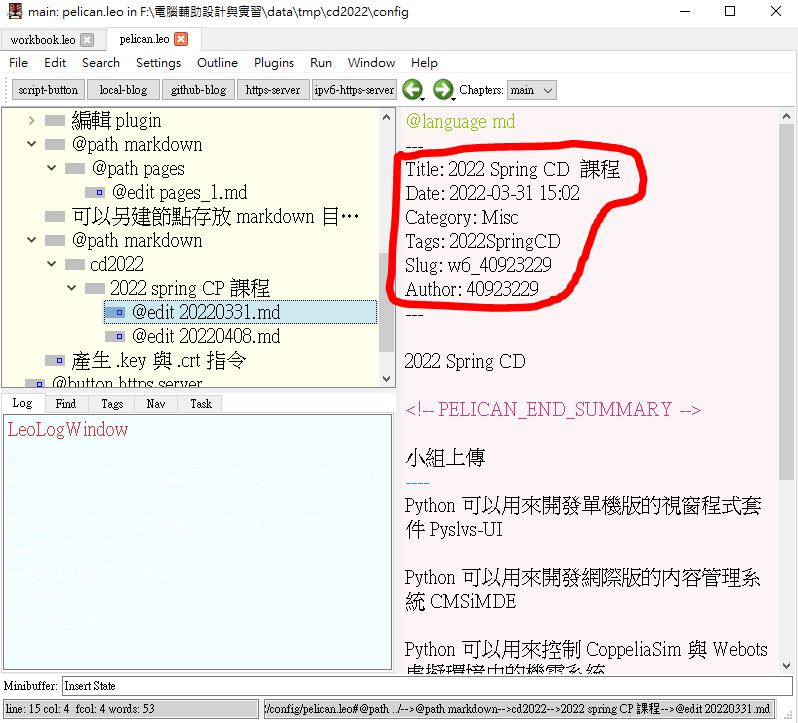 main: pelican.leo in F:\電腦輔助設計與實習\data\tmp\cd2022\config
workbook.leo
pelican.leo
File Edit Search Settings Outline Plugins Run Window Help
script-button local-blog github-blog https-server ipv6-https-server Chapters: main
編輯 plugin
@path markdown
@path pages
@edit pages_1.md
可以另建節點存放 markdown 目…
@path markdown
cd2022
2022 spring CP 課程
@edit 20220331.md
@edit 20220408.md
產生 .key 與 .crt 指令
@button https server
Log Find Tags Nav Task
LeoLogWindow
@language md
---
Title: 2022 Spring CD 課程
Date: 2022-03-31 15:02
Category: Misc
Tags: 2022SpringCD
Slug: w6_40923229
Author: 40923229
---
2022 Spring CD
<!-- PELICAN_END_SUMMARY -->
小組上傳
----
Python 可以用來開發單機版的視窗程式套
件 Pyslvs-UI
Python 可以用來開發網際版的內容管理系
統 CMSiMDE
Python 可以用來控制 CoppeliaSim 與 Webots
虛擬環境中的機電系統
Minibuffer: Insert State
line: 15 col: 4 fcol: 4 words: 53
:/config/pelican.leo#@path ../-->@path markdown-->cd2022-->2022 spring CP 課程-->@edit 20220331.md